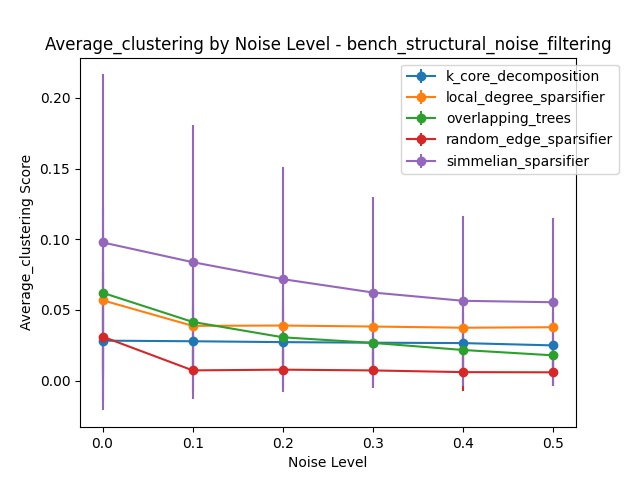 Average_clustering by Noise Level - bench_structural_noise_filtering
k_core_decomposition
local_degree_sparsifier
overlapping_trees
random_edge_sparsifier
simmelian_sparsifier
Average_clustering Score
0.20
0.15
0.10
0.05
0.00
0.0 0.1 0.2 0.3 0.4 0.5
Noise Level